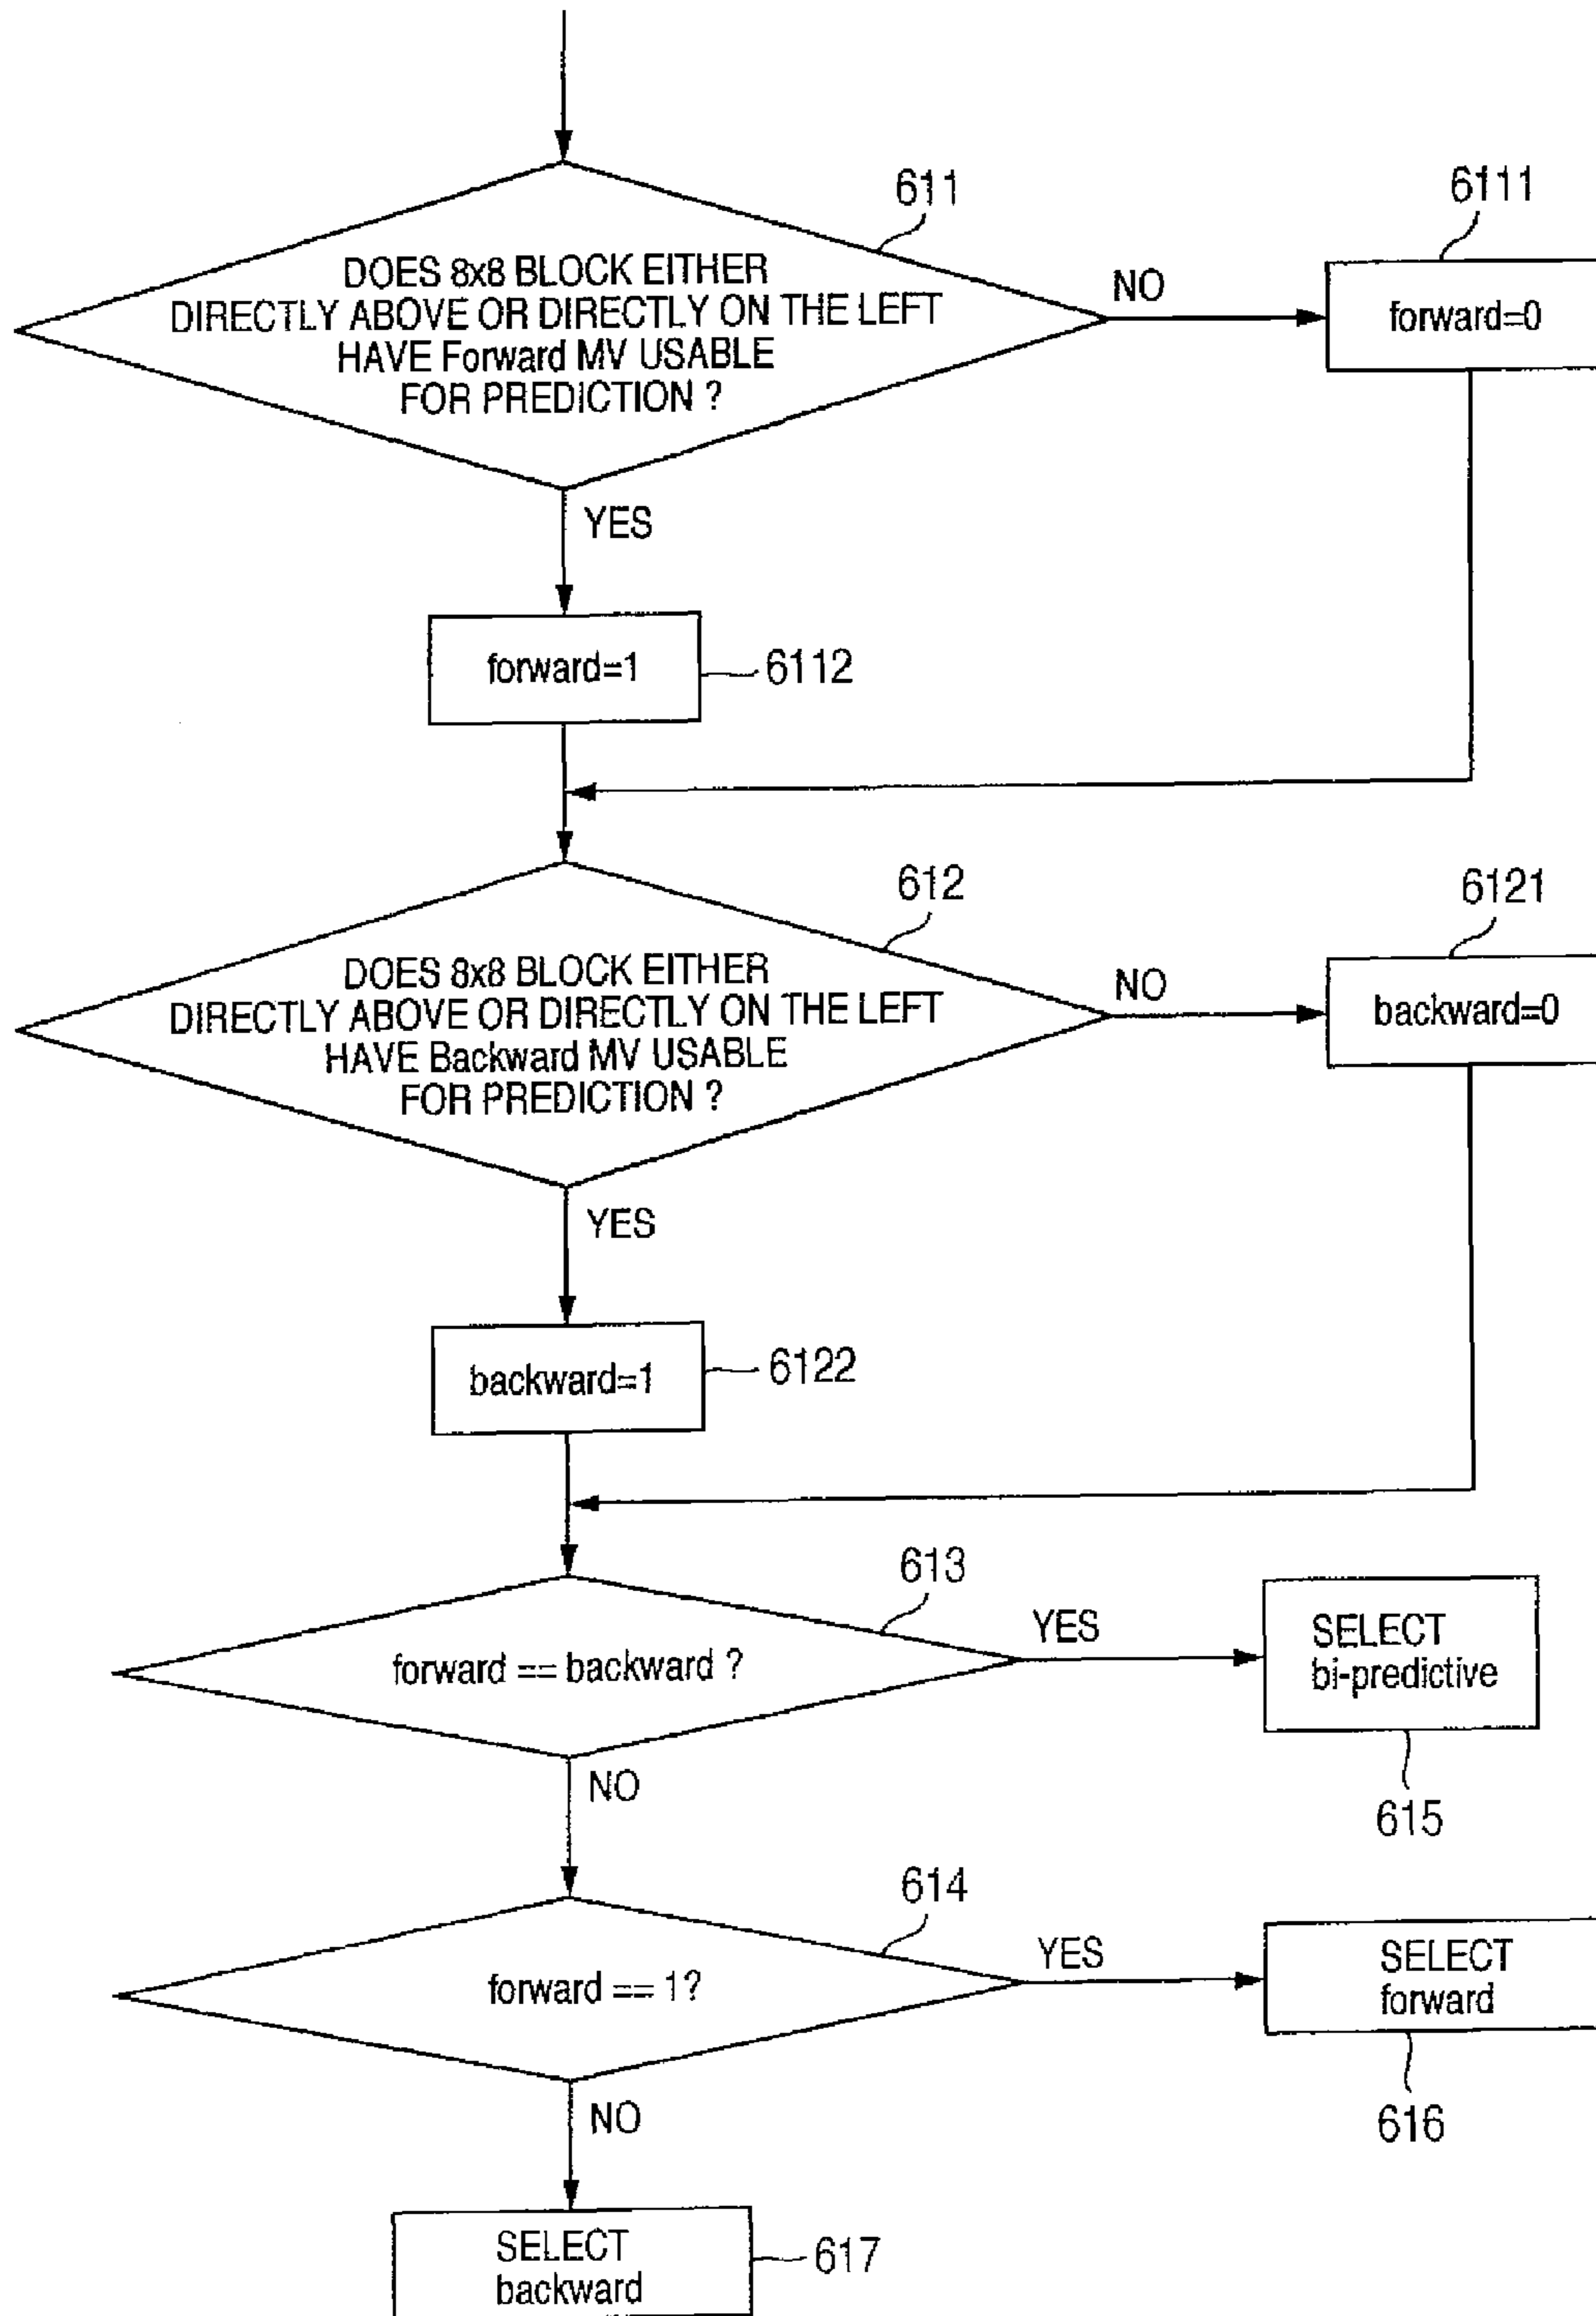 611
DOES 8x8 BLOCK EITHER
DIRECTLY ABOVE OR DIRECTLY ON THE LEFT
HAVE Forward MV USABLE
FOR PREDICTION ?
NO
6111
forward=0
YES
forward=1
6112
612
DOES 8x8 BLOCK EITHER
DIRECTLY ABOVE OR DIRECTLY ON THE LEFT
HAVE Backward MV USABLE
FOR PREDICTION ?
NO
6121
backward=0
YES
backward=1
6122
613
forward == backward ?
YES
SELECT
bi-predictive
615
NO
614
forward == 1?
YES
SELECT
forward
616
NO
SELECT
backward
617